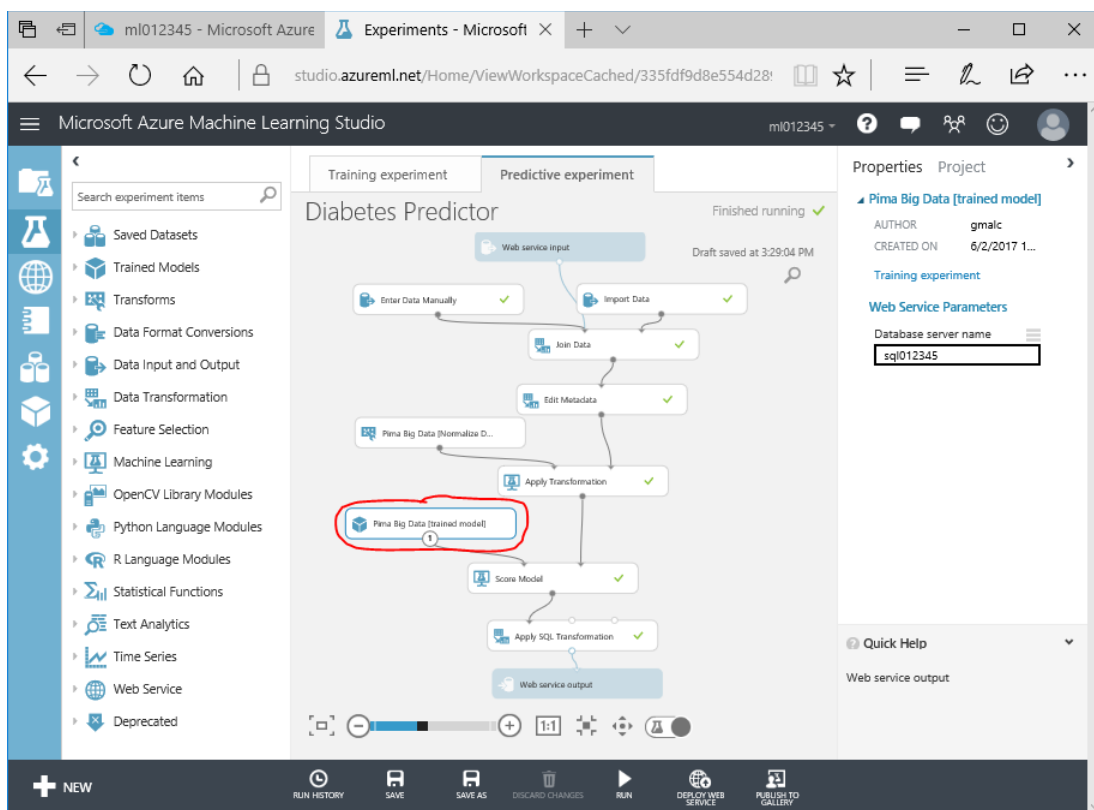 ml012345 - Microsoft Azure
Experiments - Microsoft
studio.azureml.net/Home/ViewWorkspaceCached/335fdf9d8e554d28
Microsoft Azure Machine Learning Studio
ml012345
Search experiment items
Saved Datasets
Trained Models
Transforms
Data Format Conversions
Data Input and Output
Data Transformation
Feature Selection
Machine Learning
OpenCV Library Modules
Python Language Modules
R Language Modules
Statistical Functions
Text Analytics
Time Series
Web Service
Deprecated
Training experiment
Predictive experiment
Diabetes Predictor
Finished running
Draft saved at 3:29:04 PM
Web service input
Enter Data Manually
Import Data
Join Data
Edit Metadata
Pima Big Data [Normalize D...
Apply Transformation
Pima Big Data [trained model]
1
Score Model
Apply SQL Transformation
Web service output
1:1
Properties
Project
Pima Big Data [trained model]
AUTHOR gmalc
CREATED ON 6/2/2017 1...
Training experiment
Web Service Parameters
Database server name
sql012345
Quick Help
Web service output
NEW
RUN HISTORY
SAVE
SAVE AS
DISCARD CHANGES
RUN
DEPLOY WEB
SERVICE
PUBLISH TO
GALLERY